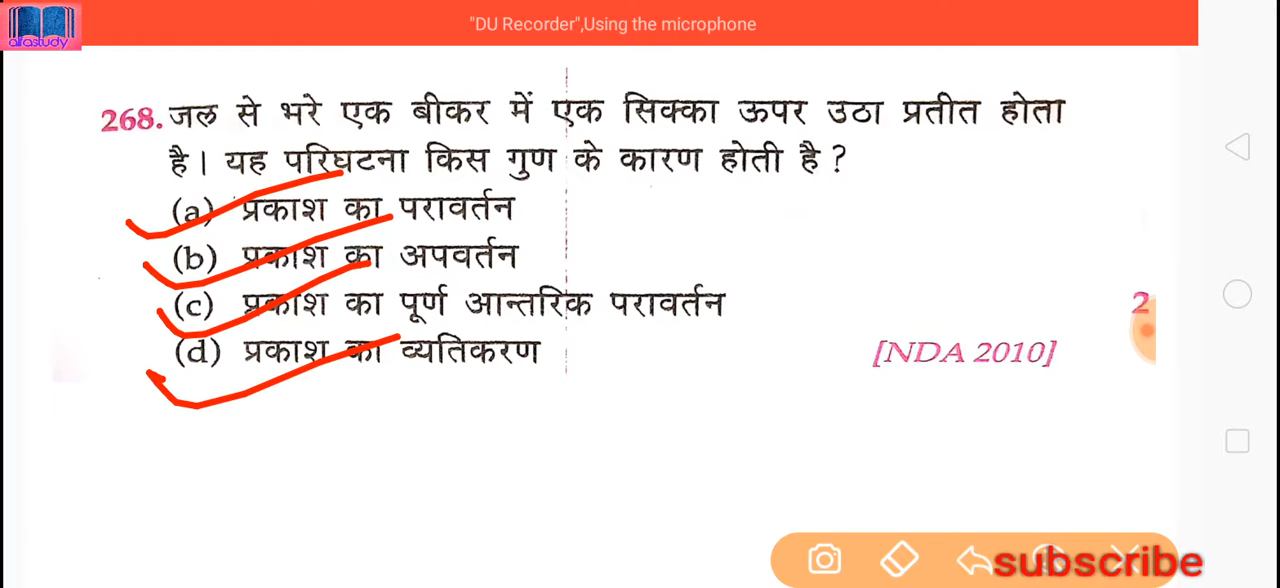 "DU Recorder",Using the microphone
alfastudy
268. जल से भरे एक बीकर में एक सिक्का ऊपर उठा प्रतीत होता
है। यह परिघटना किस गुण के कारण होती है ?
(a) प्रकाश का परावर्तन
(b) प्रकाश का अपवर्तन
(c) प्रकाश का पूर्ण आन्तरिक परावर्तन
2
(d) प्रकाश का व्यतिकरण
[NDA 2010]
subscribe